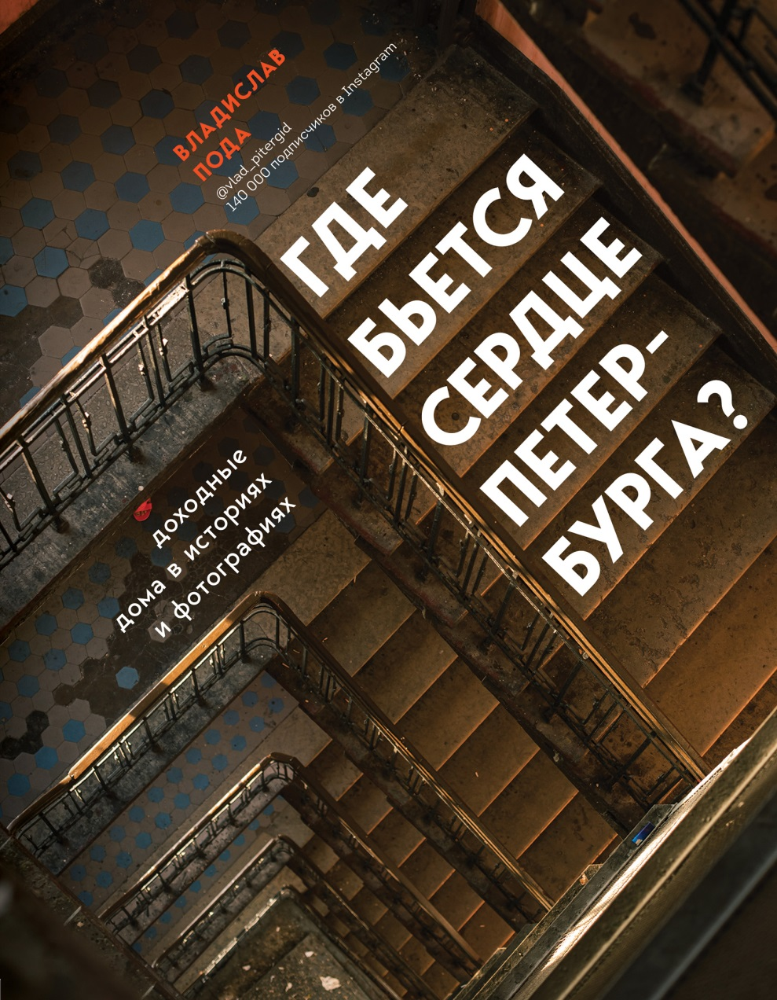 ВЛАДИСЛАВ
ПОДА
@vlad_pitergid
140 000 подписчиков в Instagram
ГДЕ
БЬЕТСЯ
СЕРДЦЕ
ПЕТЕР-
БУРГА?
доходные
дома в историях
и фотографиях